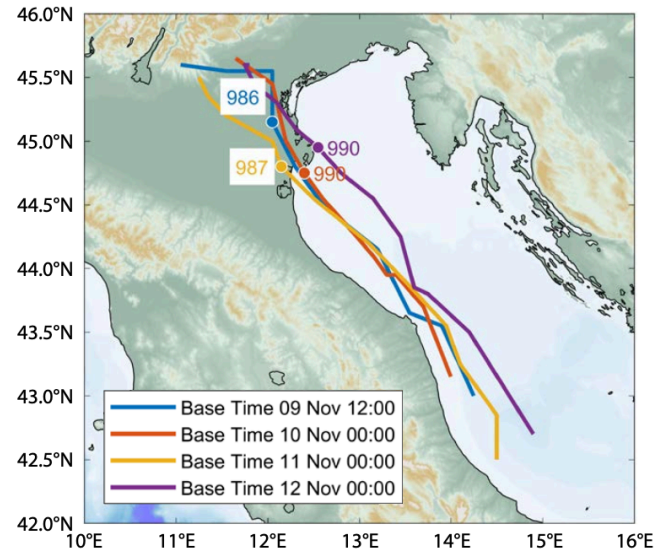 46.0°N
45.5°N
45.0°N
44.5°N
44.0°N
43.5°N
43.0°N
42.5°N
42.0°N
986
990
987
990
Base Time 09 Nov 12:00
Base Time 10 Nov 00:00
Base Time 11 Nov 00:00
Base Time 12 Nov 00:00
10°E 11°E 12°E 13°E 14°E 15°E 16°E